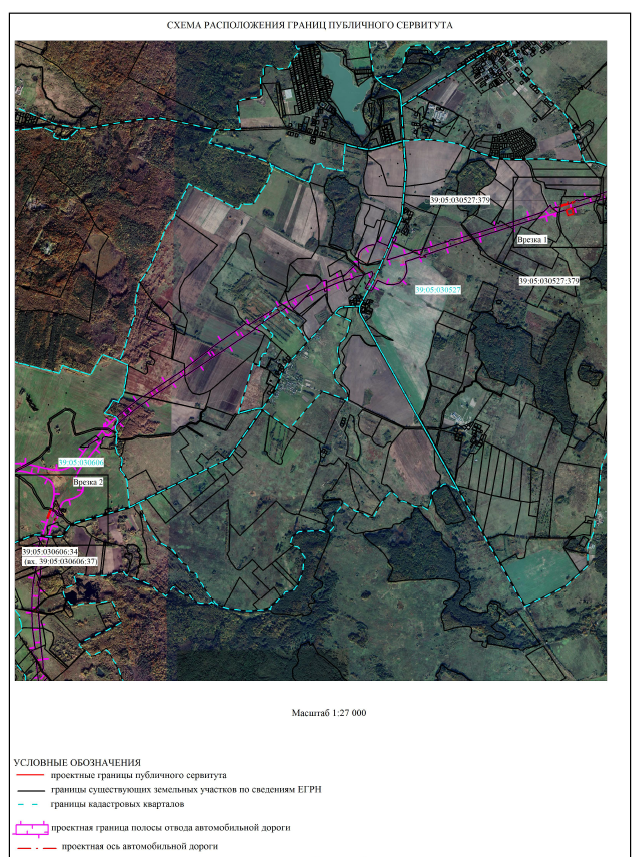 СХЕМА РАСПОЛОЖЕНИЯ ГРАНИЦ ПУБЛИЧНОГО СЕРВИТУТА
39:05:030527:379
Врезка 1
39:05:030527:379
39:05:030527
39:05:030606
Врезка 2
39:05:030606:34
(вх. 39:05:030606:37)
Масштаб 1:27 000
УСЛОВНЫЕ ОБОЗНАЧЕНИЯ
проектные границы публичного сервитута
границы существующих земельных участков по сведениям ЕГРН
границы кадастровых кварталов
проектная граница полосы отвода автомобильной дороги
проектная ось автомобильной дороги